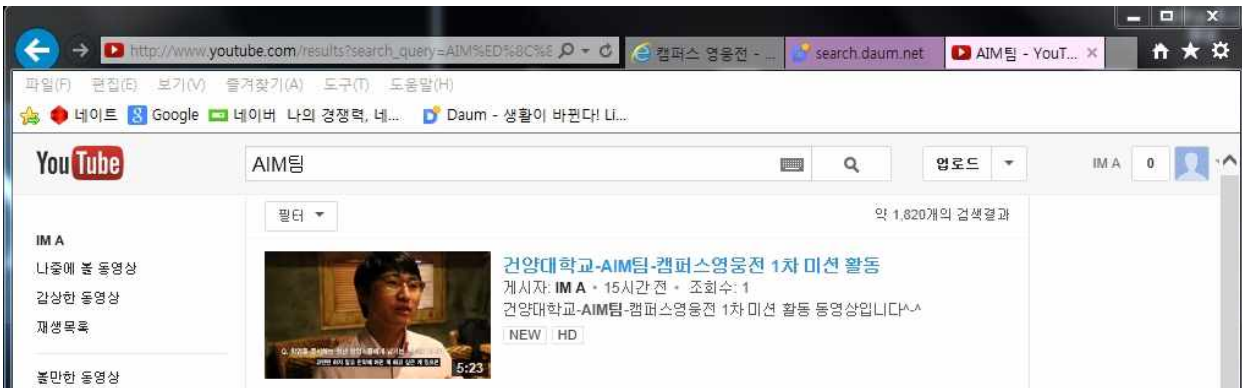 http://www.youtube.com/results?search_query=AIM%ED%8C%8
캠퍼스 영웅전 - ...
search.daum.net
AIM팀 - YouT...
파일(F) 편집(E) 보기(V) 즐겨찾기(A) 도구(T) 도움말(H)
네이트 Google 네이버 나의 경쟁력, 네... Daum - 생활이 바뀐다! Li...
YouTube AIM팀 업로드 IM A 0
필터 약 1,820개의 검색결과
IM A
나중에 볼 동영상
감상한 동영상
재생목록
볼만한 동영상
건양대학교-AIM팀-캠퍼스영웅전 1차 미션 활동
게시자: IM A • 15시간 전 • 조회수: 1
건양대학교-AIM팀-캠퍼스영웅전 1차 미션 활동 동영상입니다^-^
NEW HD
5:23